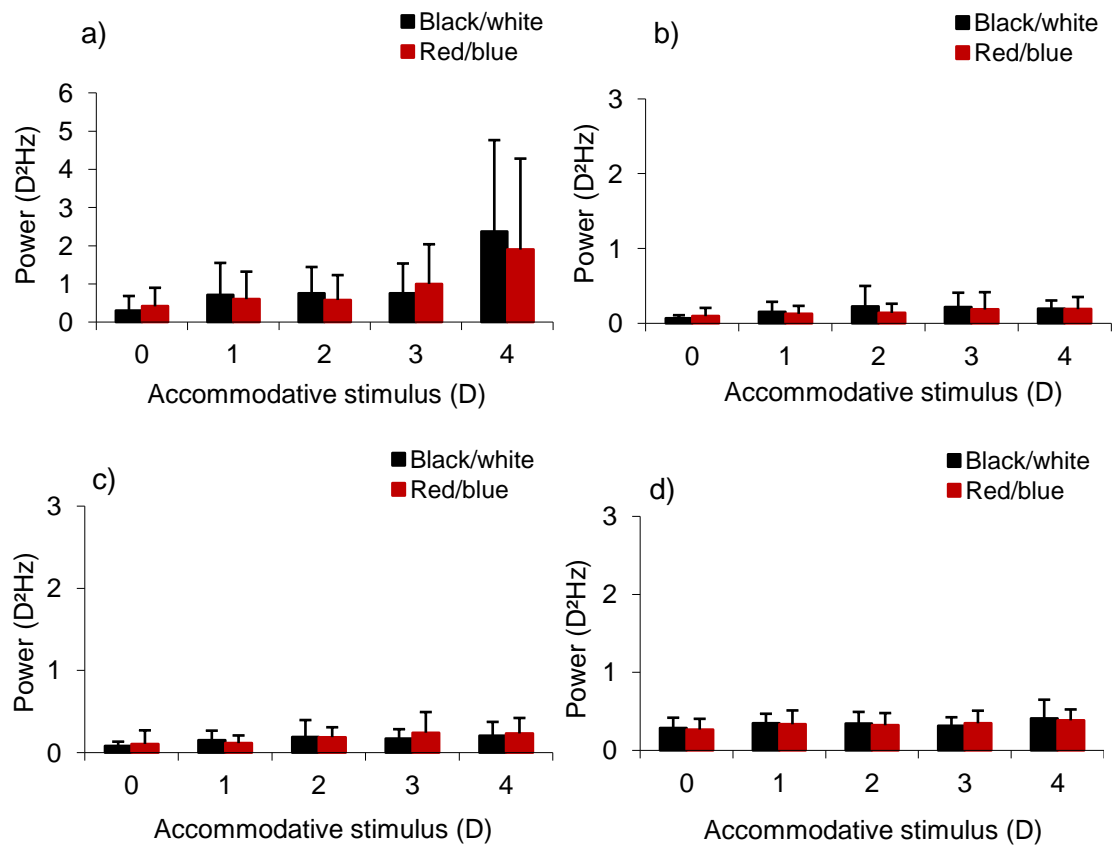 a)
Black/white
Red/blue
Power (D²Hz)
6
5
4
3
2
1
0
0 1 2 3 4
Accommodative stimulus (D)
b)
Black/white
Red/blue
Power (D²Hz)
3
2
1
0
0 1 2 3 4
Accommodative stimulus (D)
c)
Black/white
Red/blue
Power (D²Hz)
3
2
1
0
0 1 2 3 4
Accommodative stimulus (D)
d)
Black/white
Red/blue
Power (D²Hz)
3
2
1
0
0 1 2 3 4
Accommodative stimulus (D)